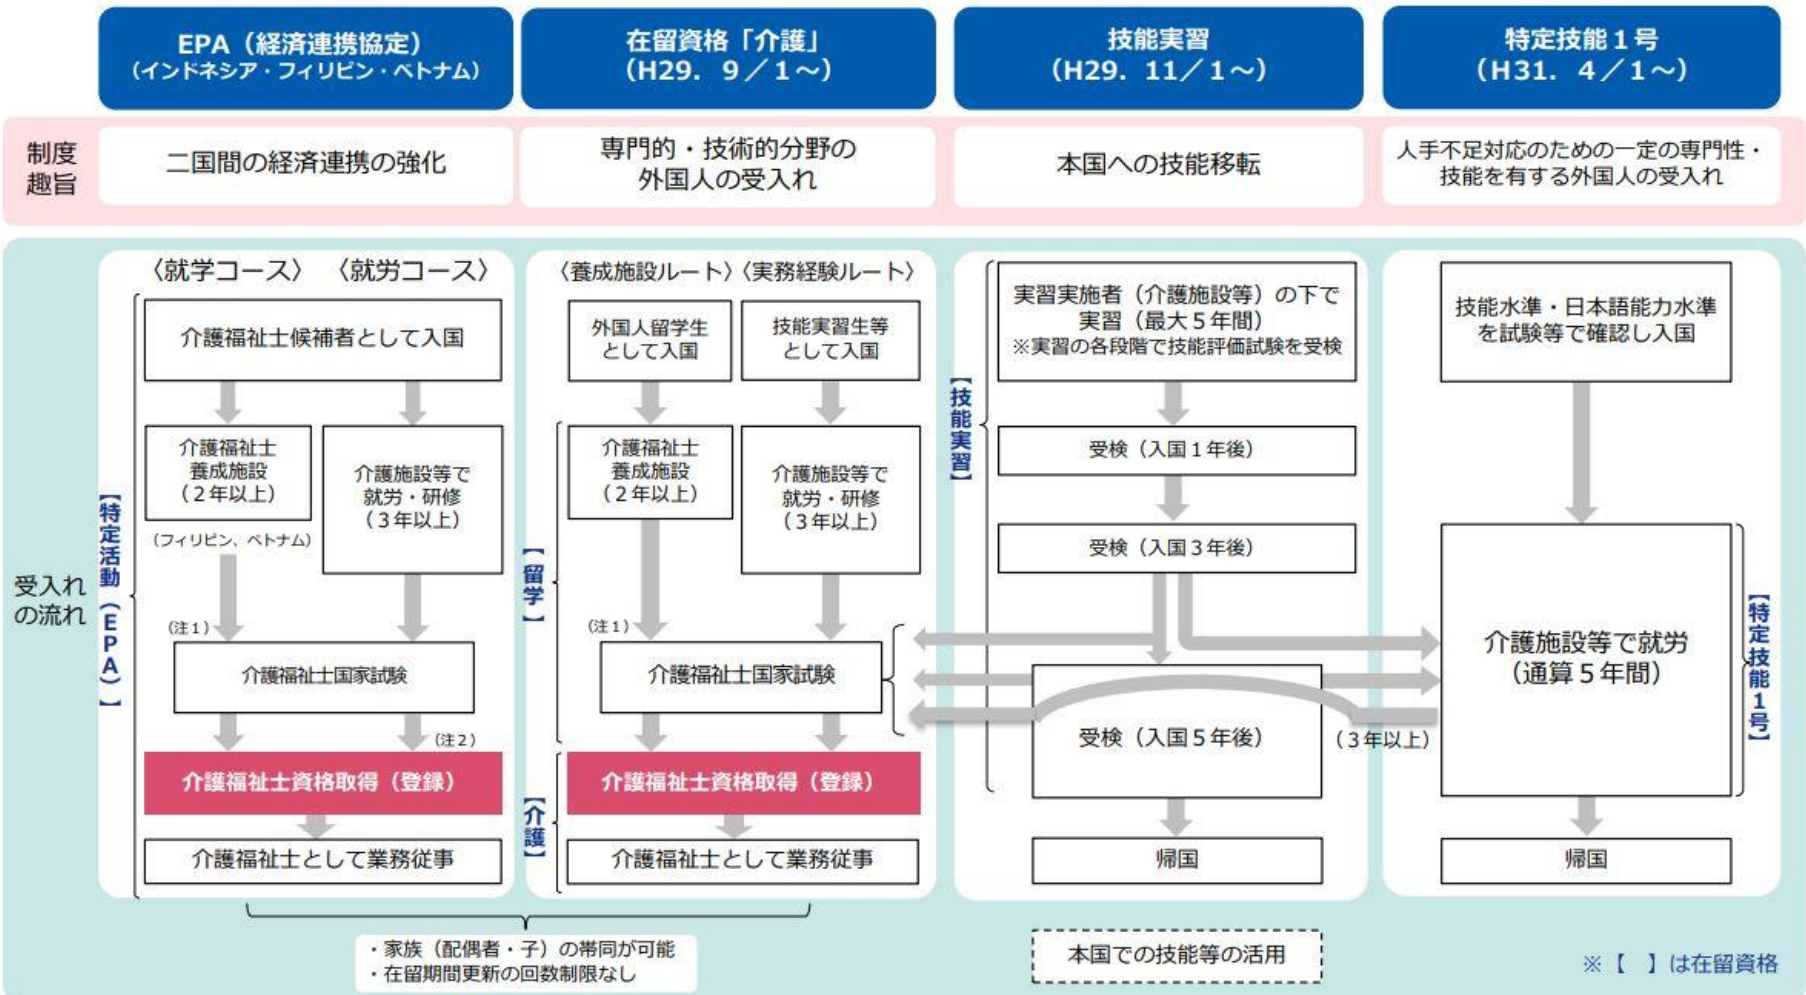 EPA（経済連携協定）
（インドネシア・フィリピン・ベトナム）
在留資格「介護」
（H29．９／１～）
技能実習
（H29．11／１～）
特定技能１号
（H31．４／１～）
制度
趣旨
二国間の経済連携の強化
専門的・技術的分野の
外国人の受入れ
本国への技能移転
人手不足対応のための一定の専門性・
技能を有する外国人の受入れ
受入れ
の流れ
〈就学コース〉
〈就労コース〉
介護福祉士候補者として入国
介護福祉士
養成施設
（２年以上）
（フィリピン、ベトナム）
介護施設等で
就労・研修
（３年以上）
【特定活動（EPA）】
（注１）
介護福祉士国家試験
（注２）
介護福祉士資格取得（登録）
介護福祉士として業務従事
〈養成施設ルート〉
〈実務経験ルート〉
外国人留学生
として入国
技能実習生等
として入国
介護福祉士
養成施設
（２年以上）
介護施設等で
就労・研修
（３年以上）
【留学】
（注１）
介護福祉士国家試験
【介護】
介護福祉士資格取得（登録）
介護福祉士として業務従事
・家族（配偶者・子）の帯同が可能
・在留期間更新の回数制限なし
【技能実習】
実習実施者（介護施設等）の下で
実習（最大５年間）
※実習の各段階で技能評価試験を受検
受検（入国１年後）
受検（入国３年後）
受検（入国５年後）
（３年以上）
帰国
本国での技能等の活用
技能水準・日本語能力水準
を試験等で確認し入国
介護施設等で就労
（通算５年間）
【特定技能１号】
帰国
※【　】は在留資格